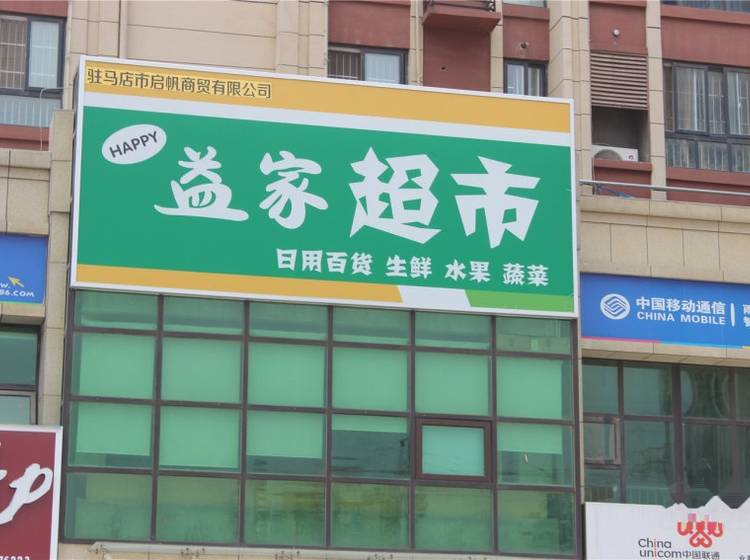 驻马店市启帆商贸有限公司
HAPPY
益家超市
日用百货 生鲜 水果 蔬菜
86.COM
中国移动通信
CHINA MOBILE
China
unicom中国联通